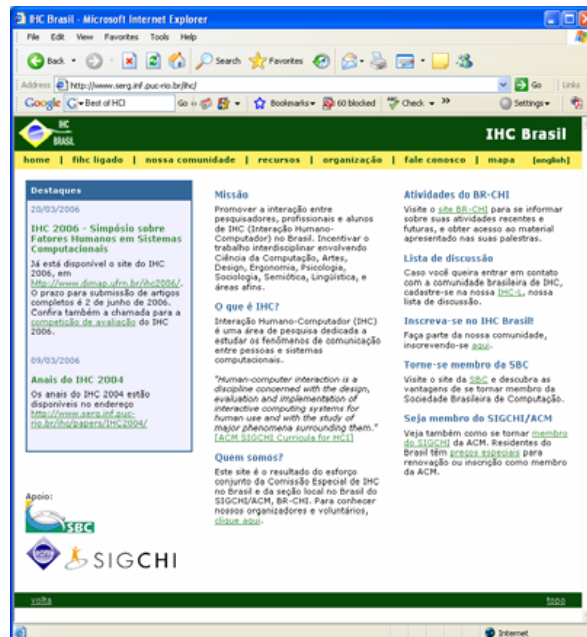 IHC Brasil - Microsoft Internet Explorer
File Edit View Favorites Tools Help
Back Search Favorites
Address http://www.serg.inf.puc-rio.br/ihc/ Go Links
Google Best of HCI Go Bookmarks 60 blocked Check Settings
IHC
BRASIL
IHC Brasil
home | fihc ligado | nossa comunidade | recursos | organização | fale conosco | mapa [english]
Destaques
20/03/2006
IHC 2006 - Simpósio sobre
Fatores Humanos em Sistemas
Computacionais
Já está disponível o site do IHC
2006, em
http://www.dimap.ufrn.br/ihc2006/.
O prazo para submissão de artigos
completos é 2 de junho de 2006.
Confira também a chamada para a
competição de avaliação do IHC
2006.
09/03/2006
Anais do IHC 2004
Os anais do IHC 2004 estão
disponíveis no endereço
http://www.serg.inf.puc-
rio.br/ihc/papers/IHC2004/
Apoio:
SBC
acm
SIGCHI
Missão
Promover a interação entre
pesquisadores, profissionais e alunos
de IHC (Interação Humano-
Computador) no Brasil. Incentivar o
trabalho interdisciplinar envolvendo
Ciência da Computação, Artes,
Design, Ergonomia, Psicologia,
Sociologia, Semiótica, Lingüística, e
áreas afins.
O que é IHC?
Interação Humano-Computador (IHC)
é uma área de pesquisa dedicada a
estudar os fenômenos de comunicação
entre pessoas e sistemas
computacionais.
"Human-computer interaction is a
discipline concerned with the design,
evaluation and implementation of
interactive computing systems for
human use and with the study of
major phenomena surrounding them."
[ACM SIGCHI Curricula for HCI]
Quem somos?
Este site é o resultado do esforço
conjunto da Comissão Especial de IHC
no Brasil e da seção local no Brasil do
SIGCHI/ACM, BR-CHI. Para conhecer
nossos organizadores e voluntários,
clique aqui.
Atividades do BR-CHI
Visite o site BR-CHI para se informar
sobre suas atividades recentes e
futuras, e obter acesso ao material
apresentado nas suas palestras.
Lista de discussão
Caso você queira entrar em contato
com a comunidade brasileira de IHC,
cadastre-se na nossa IHC-L, nossa
lista de discussão.
Inscreva-se no IHC Brasil!
Faça parte da nossa comunidade,
inscrevendo-se aqui.
Torne-se membro da SBC
Visite o site da SBC e descubra as
vantagens de se tornar membro da
Sociedade Brasileira de Computação.
Seja membro do SIGCHI/ACM
Veja também como se tornar membro
do SIGCHI da ACM. Residentes do
Brasil têm preços especiais para
renovação ou inscrição como membro
da ACM.
volta topo
Internet